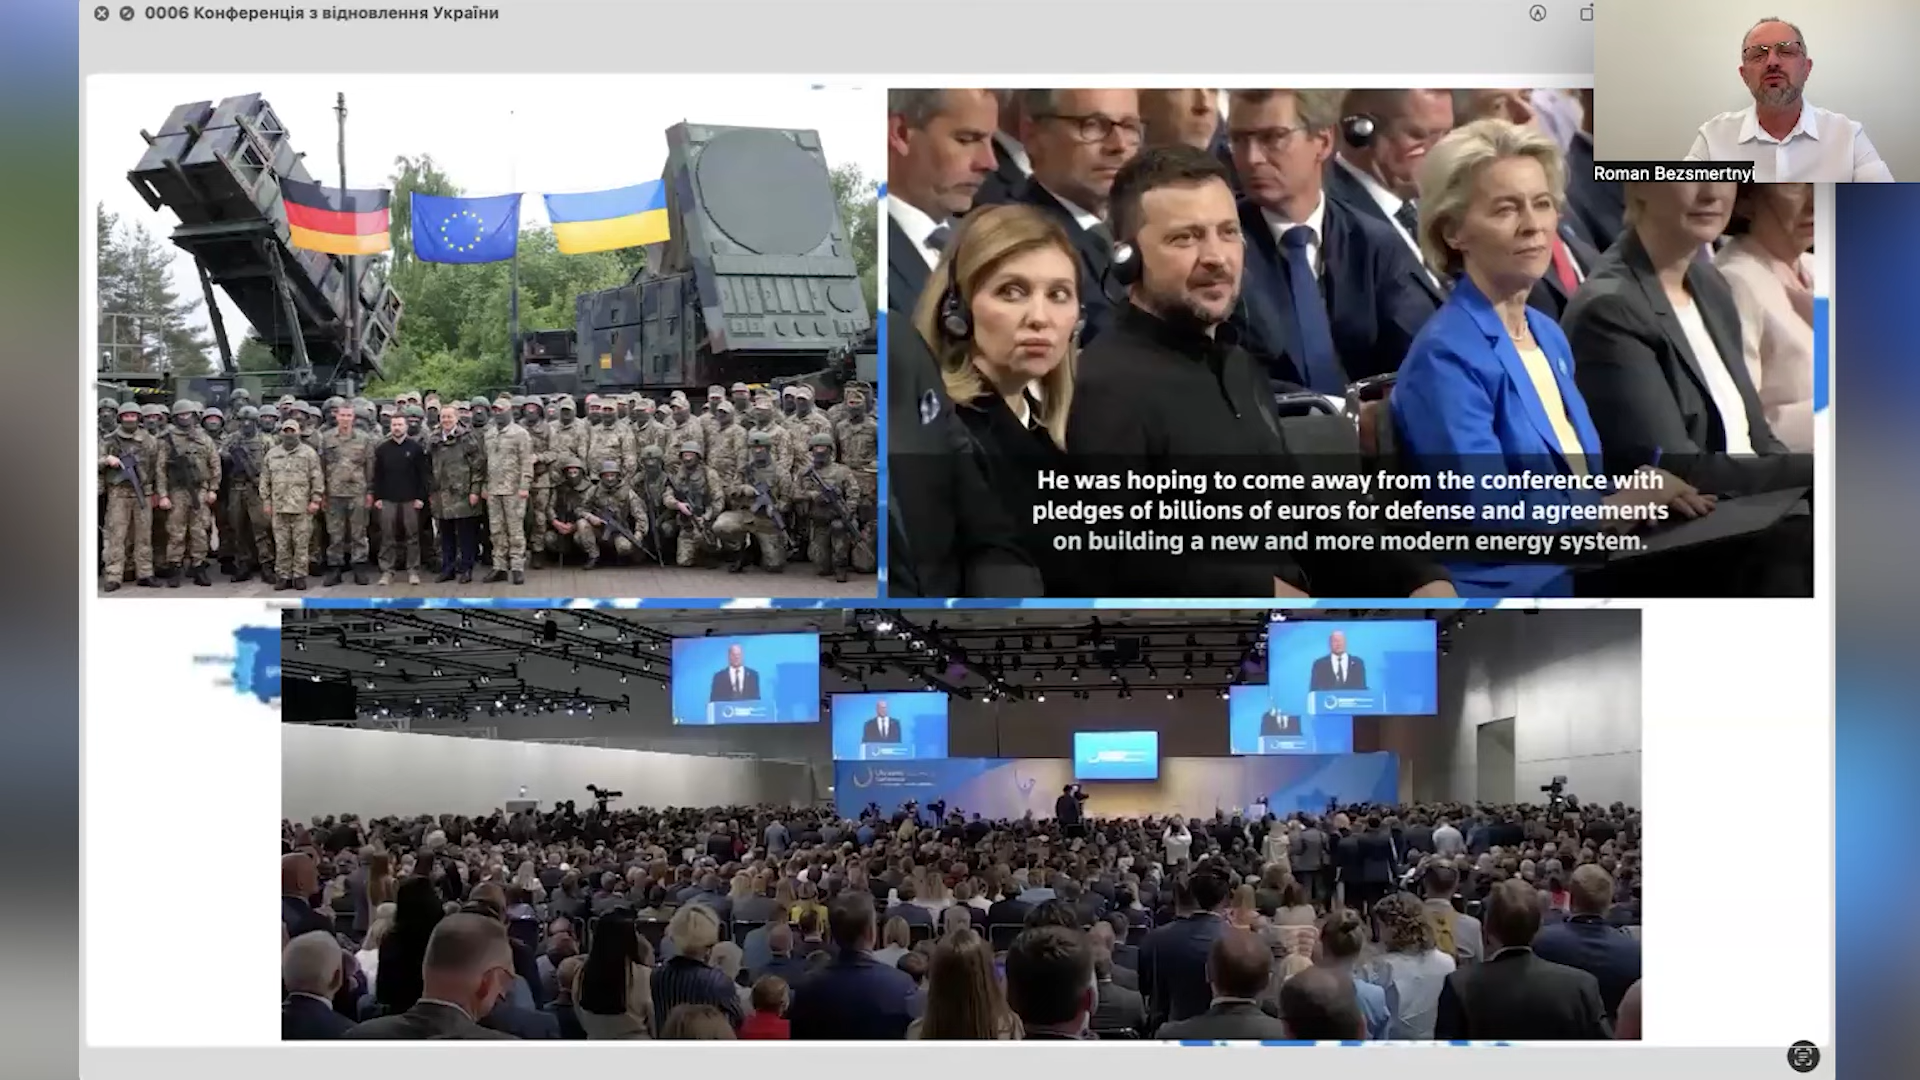 0006 Конференція з відновлення України
Roman Bezsmertnyi
He was hoping to come away from the conference with
pledges of billions of euros for defense and agreements
on building a new and more modern energy system.